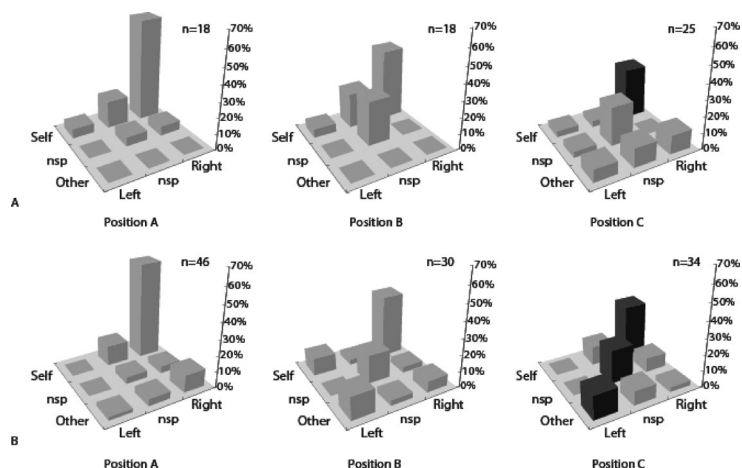 n=18
70%
60%
50%
40%
30%
20%
10%
0%
Self
nsp
Other
Left
nsp
Right
Position A
n=18
70%
60%
50%
40%
30%
20%
10%
0%
Self
nsp
Other
Left
nsp
Right
Position B
n=25
70%
60%
50%
40%
30%
20%
10%
0%
Self
nsp
Other
Left
nsp
Right
Position C
A
n=46
70%
60%
50%
40%
30%
20%
10%
0%
Self
nsp
Other
Left
nsp
Right
Position A
n=30
70%
60%
50%
40%
30%
20%
10%
0%
Self
nsp
Other
Left
nsp
Right
Position B
n=34
70%
60%
50%
40%
30%
20%
10%
0%
Self
nsp
Other
Left
nsp
Right
Position C
B